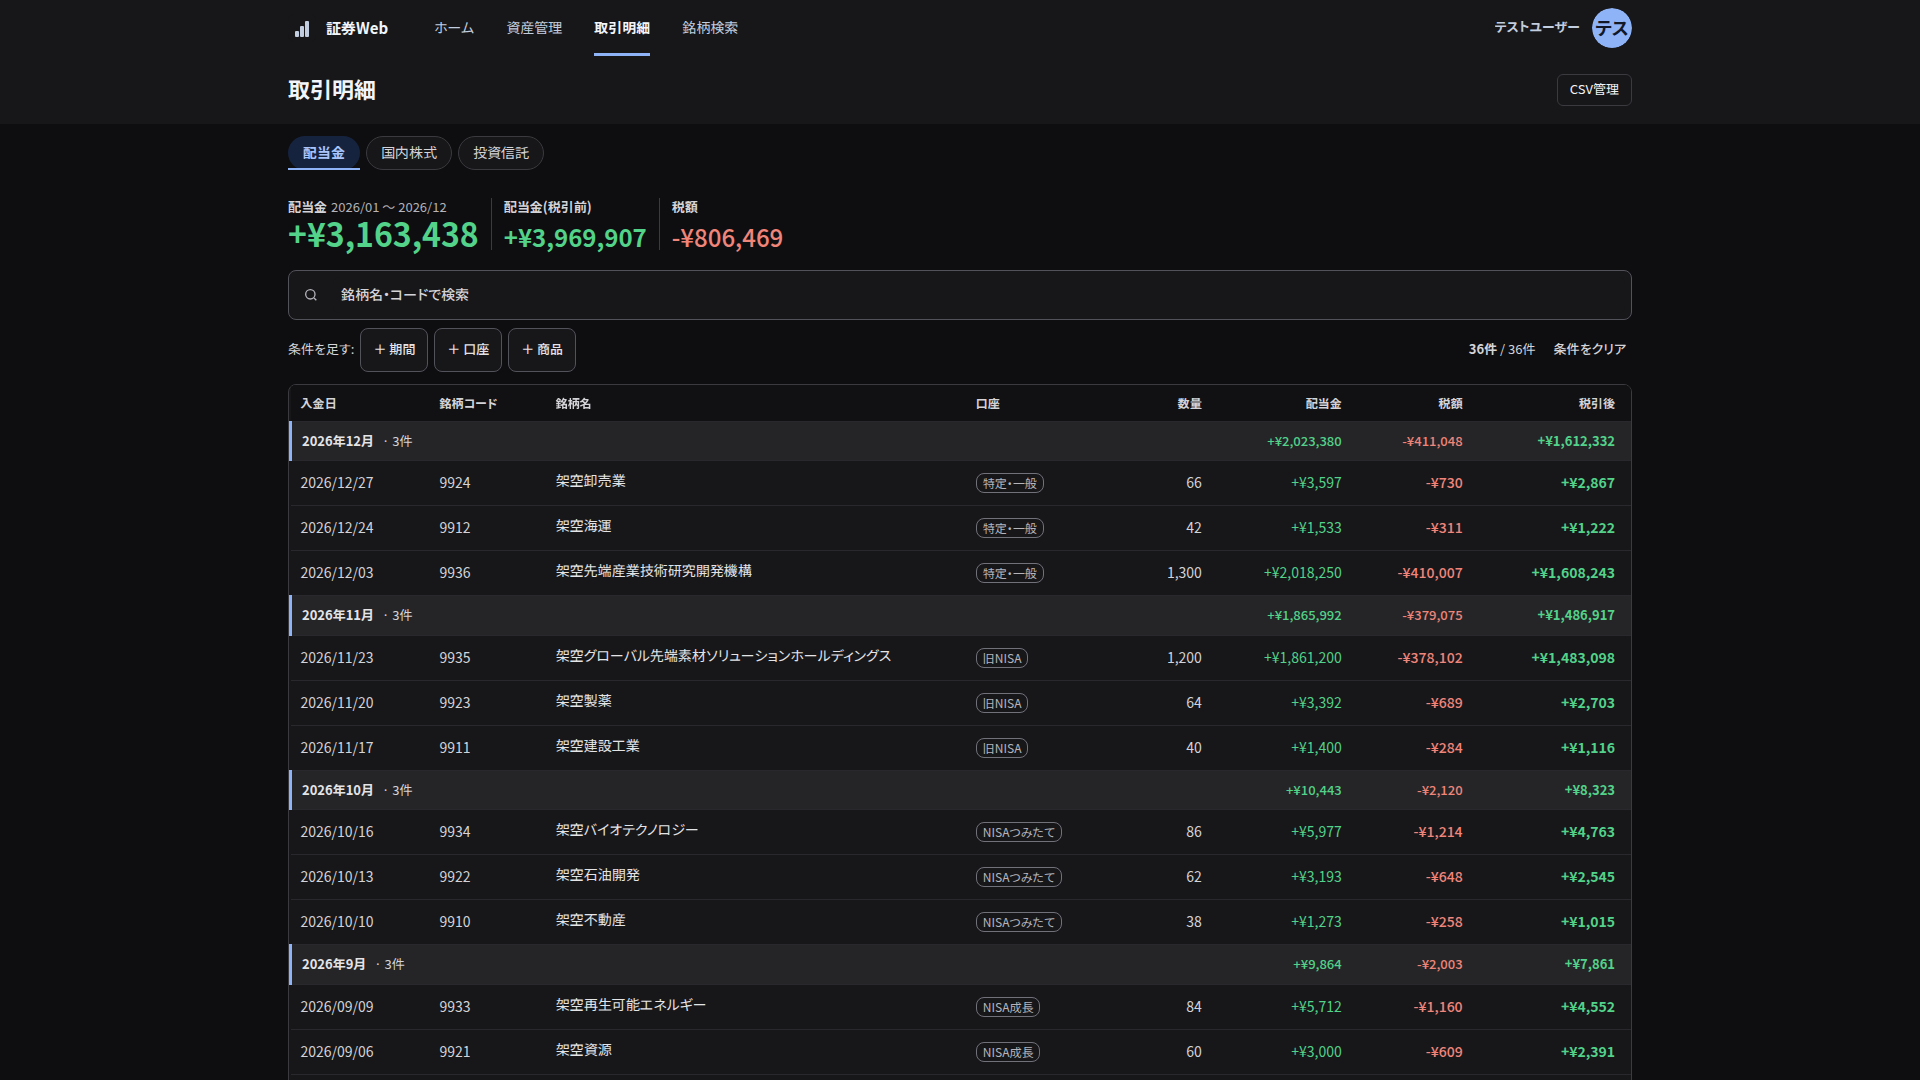 証券Web ホーム 資産管理 取引明細 銘柄検索 テストユーザー テス
取引明細 CSV管理
配当金 国内株式 投資信託
配当金 2026/01 〜 2026/12 配当金(税引前) 税額
+¥3,163,438 +¥3,969,907 -¥806,469
銘柄名・コードで検索
条件を足す: ＋ 期間 ＋ 口座 ＋ 商品 36件 / 36件 条件をクリア
入金日 銘柄コード 銘柄名 口座 数量 配当金 税額 税引後
2026年12月 · 3件 +¥2,023,380 -¥411,048 +¥1,612,332
2026/12/27 9924 架空卸売業 特定・一般 66 +¥3,597 -¥730 +¥2,867
2026/12/24 9912 架空海運 特定・一般 42 +¥1,533 -¥311 +¥1,222
2026/12/03 9936 架空先端産業技術研究開発機構 特定・一般 1,300 +¥2,018,250 -¥410,007 +¥1,608,243
2026年11月 · 3件 +¥1,865,992 -¥379,075 +¥1,486,917
2026/11/23 9935 架空グローバル先端素材ソリューションホールディングス 旧NISA 1,200 +¥1,861,200 -¥378,102 +¥1,483,098
2026/11/20 9923 架空製薬 旧NISA 64 +¥3,392 -¥689 +¥2,703
2026/11/17 9911 架空建設工業 旧NISA 40 +¥1,400 -¥284 +¥1,116
2026年10月 · 3件 +¥10,443 -¥2,120 +¥8,323
2026/10/16 9934 架空バイオテクノロジー NISAつみたて 86 +¥5,977 -¥1,214 +¥4,763
2026/10/13 9922 架空石油開発 NISAつみたて 62 +¥3,193 -¥648 +¥2,545
2026/10/10 9910 架空不動産 NISAつみたて 38 +¥1,273 -¥258 +¥1,015
2026年9月 · 3件 +¥9,864 -¥2,003 +¥7,861
2026/09/09 9933 架空再生可能エネルギー NISA成長 84 +¥5,712 -¥1,160 +¥4,552
2026/09/06 9921 架空資源 NISA成長 60 +¥3,000 -¥609 +¥2,391